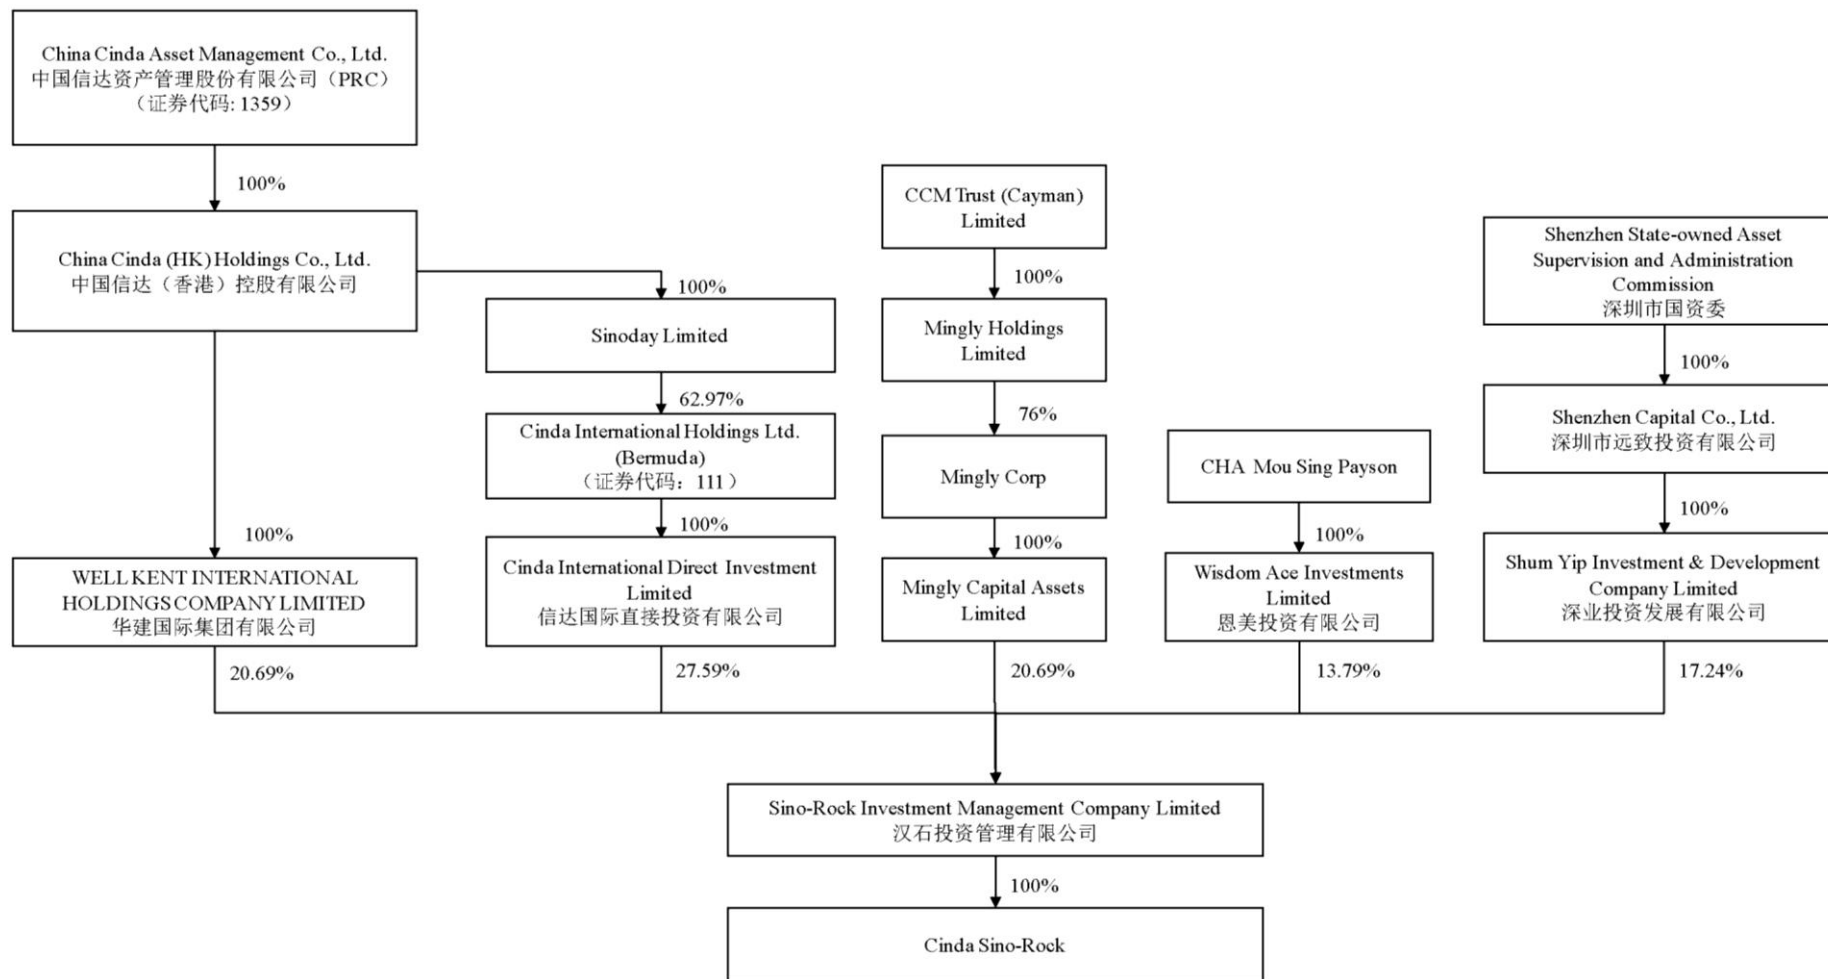 China Cinda Asset Management Co., Ltd.
中国信达资产管理股份有限公司（PRC）
（证券代码: 1359）
100%
China Cinda (HK) Holdings Co., Ltd.
中国信达（香港）控股有限公司
100%
WELL KENT INTERNATIONAL
HOLDINGS COMPANY LIMITED
华建国际集团有限公司
20.69%
100%
Sinoday Limited
62.97%
Cinda International Holdings Ltd.
(Bermuda)
（证券代码：111）
100%
Cinda International Direct Investment
Limited
信达国际直接投资有限公司
27.59%
CCM Trust (Cayman)
Limited
100%
Mingly Holdings
Limited
76%
Mingly Corp
100%
Mingly Capital Assets
Limited
20.69%
CHA Mou Sing Payson
100%
Wisdom Ace Investments
Limited
恩美投资有限公司
13.79%
Shenzhen State-owned Asset
Supervision and Administration
Commission
深圳市国资委
100%
Shenzhen Capital Co., Ltd.
深圳市远致投资有限公司
100%
Shum Yip Investment & Development
Company Limited
深业投资发展有限公司
17.24%
Sino-Rock Investment Management Company Limited
汉石投资管理有限公司
100%
Cinda Sino-Rock